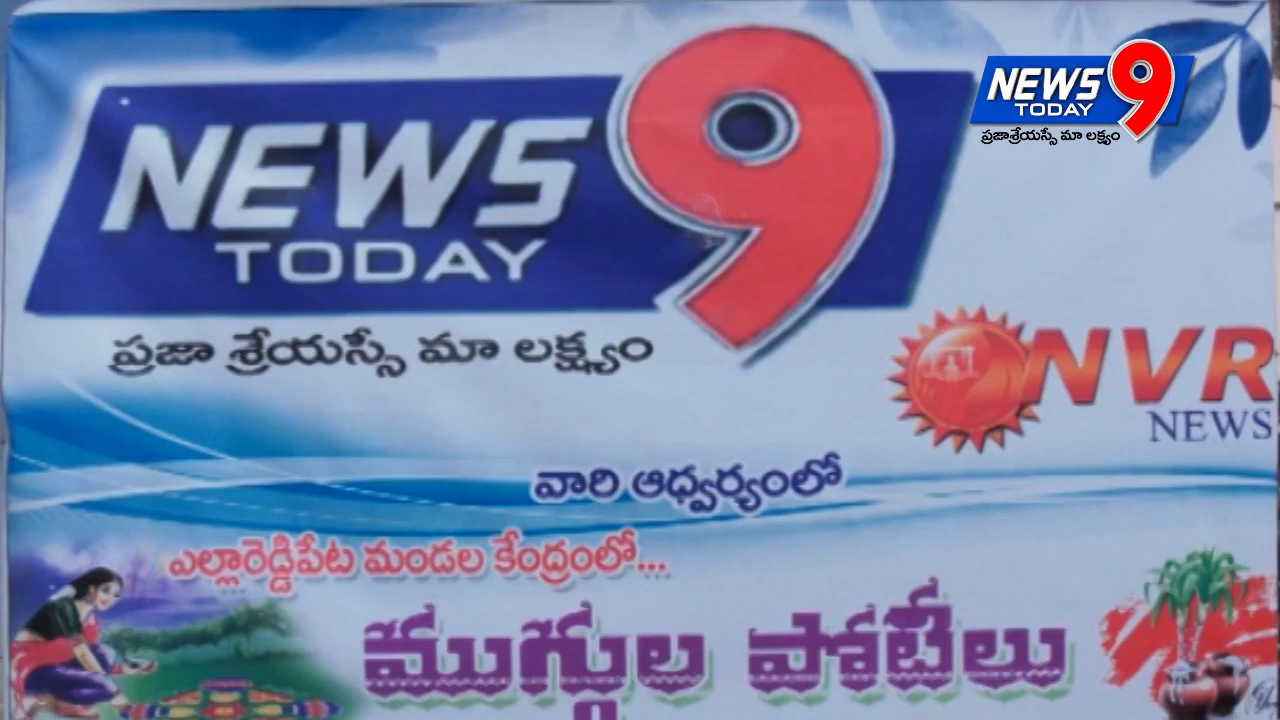 NEWS 9
TODAY
ప్రజా శ్రేయస్సే మా లక్ష్యం
NEWS 9
TODAY
ప్రజాశ్రేయస్సే మా లక్ష్యం
NVR
NEWS
వారి ఆధ్వర్యంలో
ఎల్లారెడ్డిపేట మండల కేంద్రంలో...
ముగ్గుల పోటీలు